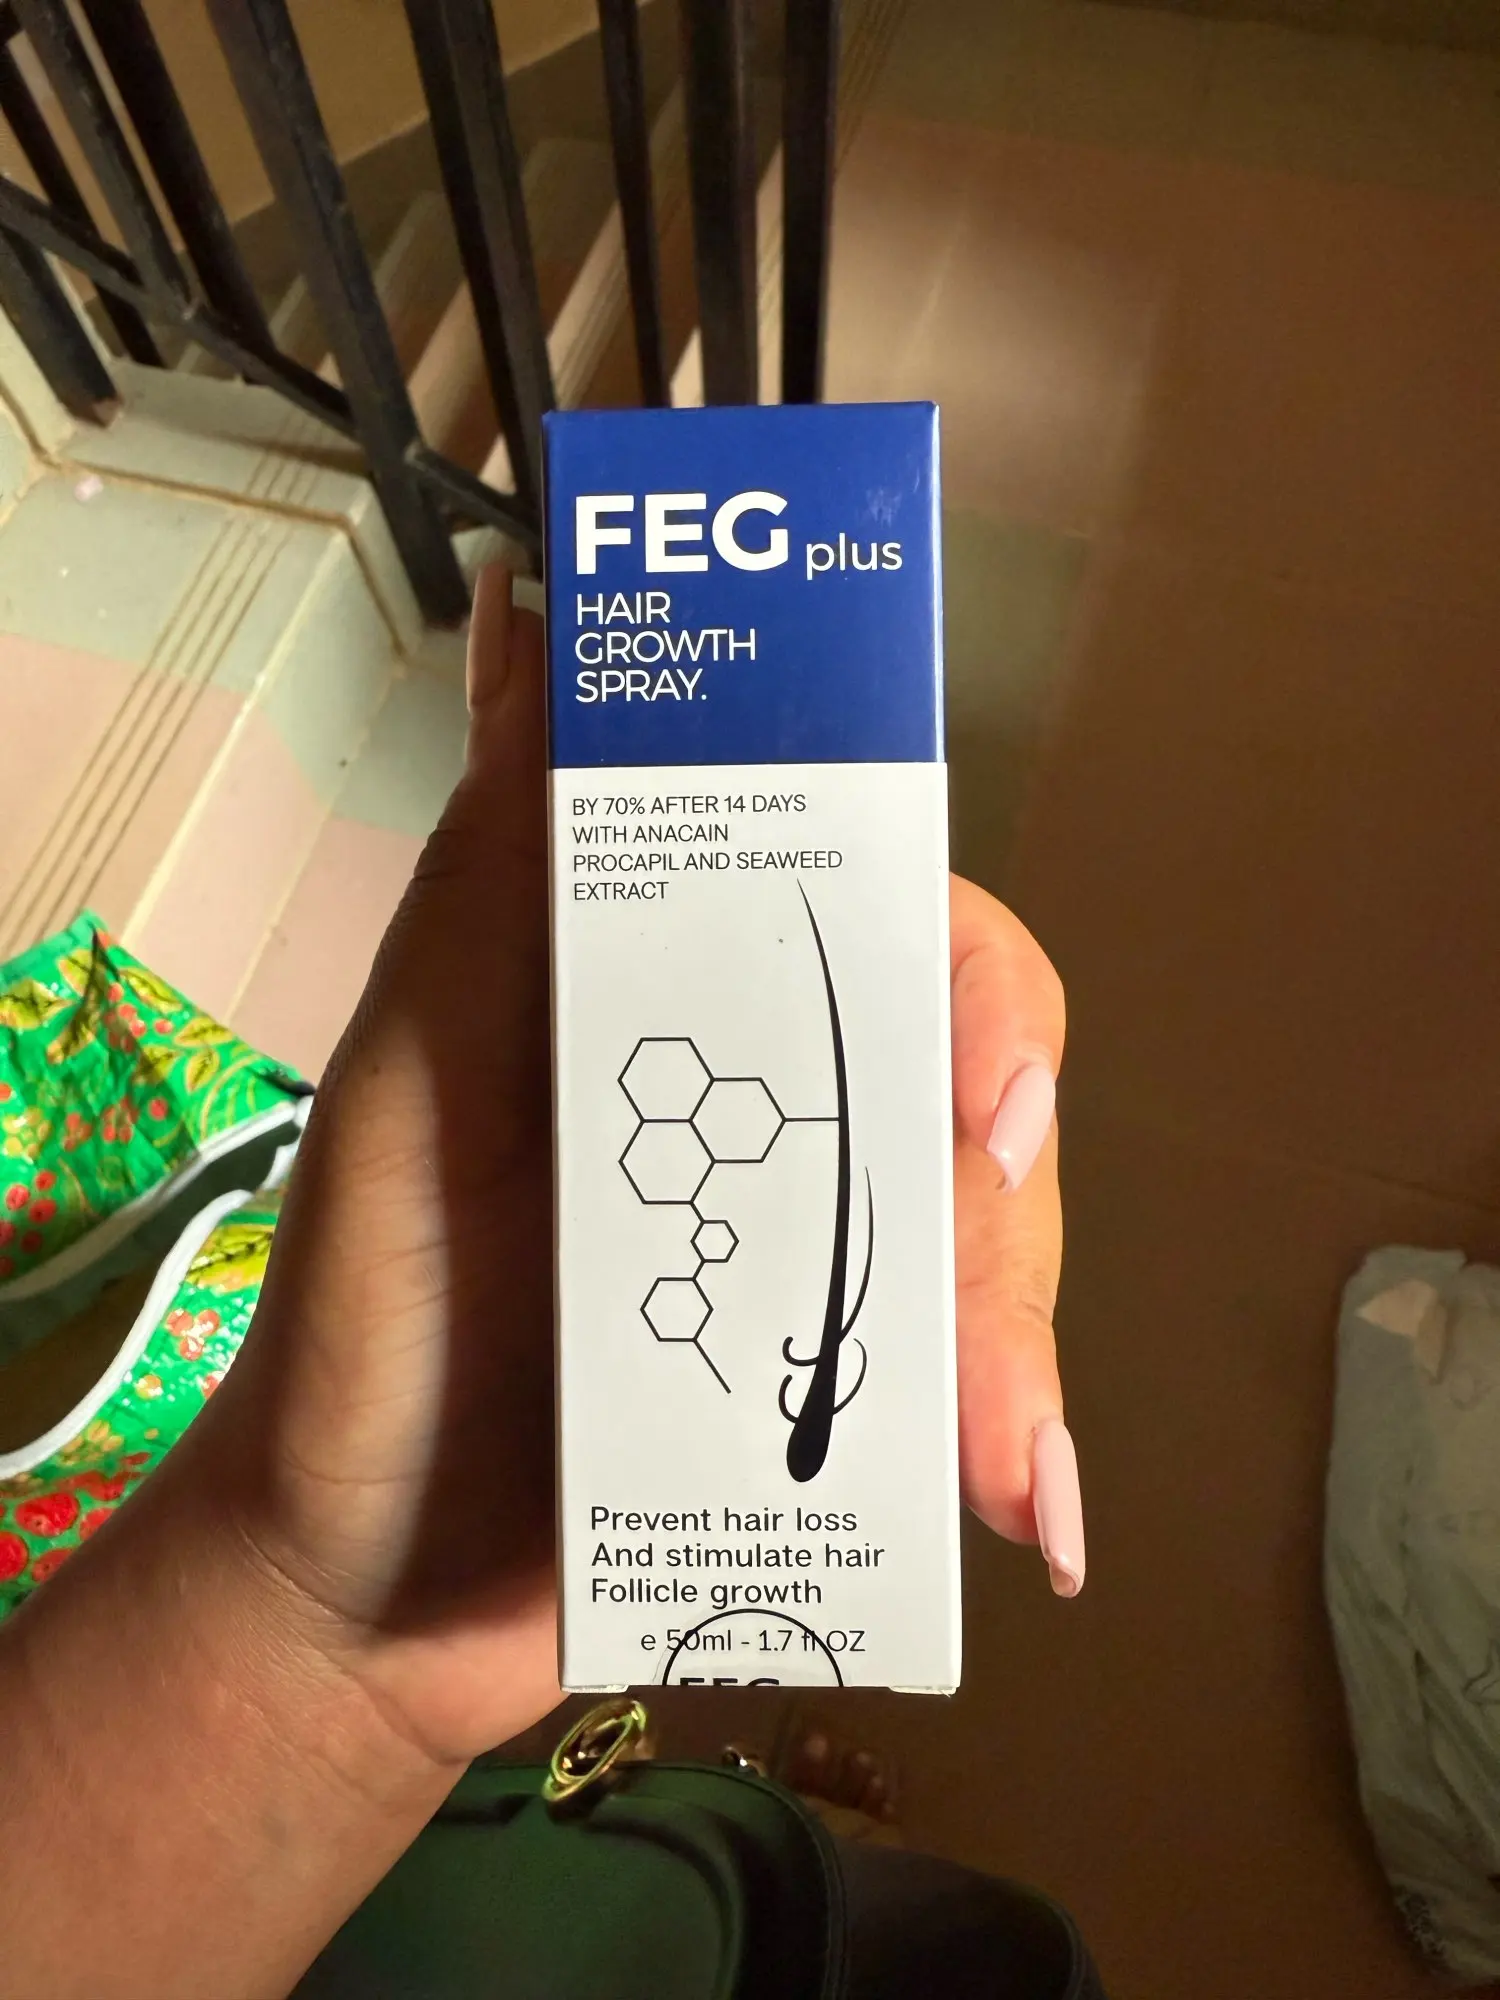 FEG plus
HAIR
GROWTH
SPRAY.
BY 70% AFTER 14 DAYS
WITH ANACAIN
PROCAPIL AND SEAWEED
EXTRACT
Prevent hair loss
And stimulate hair
Follicle growth
e 50ml - 1.7 fl OZ
FEG